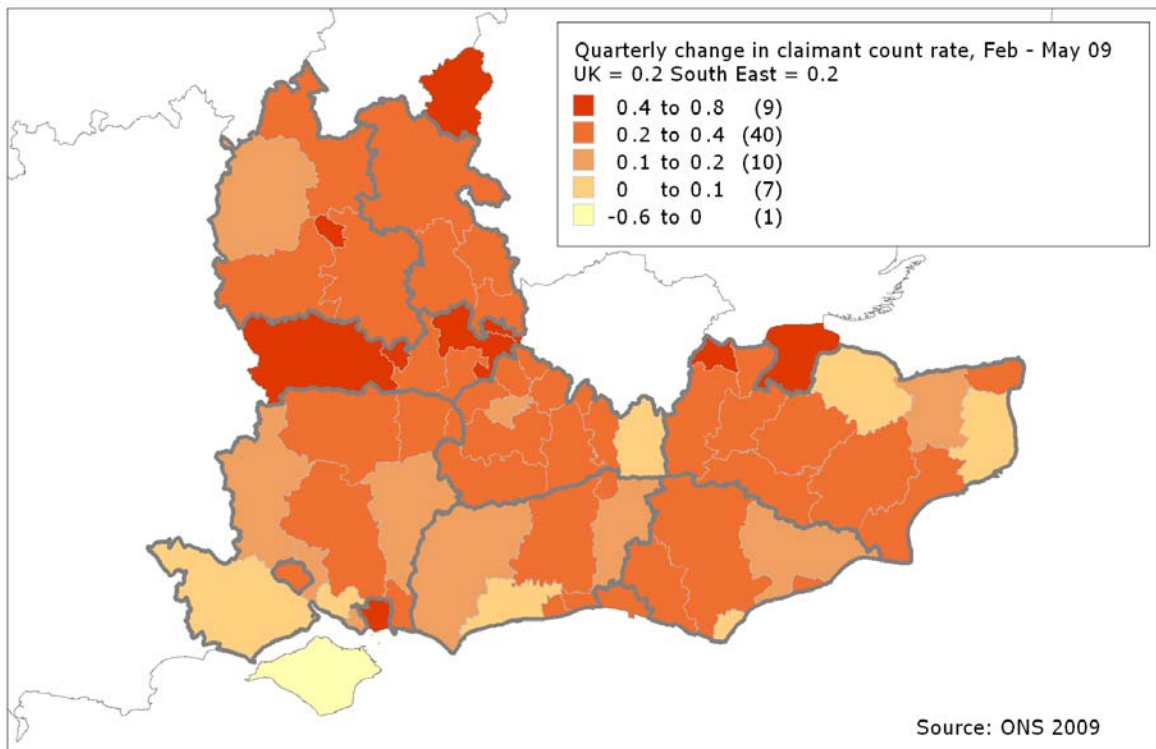 Quarterly change in claimant count rate, Feb - May 09
UK = 0.2 South East = 0.2
0.4 to 0.8 (9)
0.2 to 0.4 (40)
0.1 to 0.2 (10)
0 to 0.1 (7)
-0.6 to 0 (1)
Source: ONS 2009